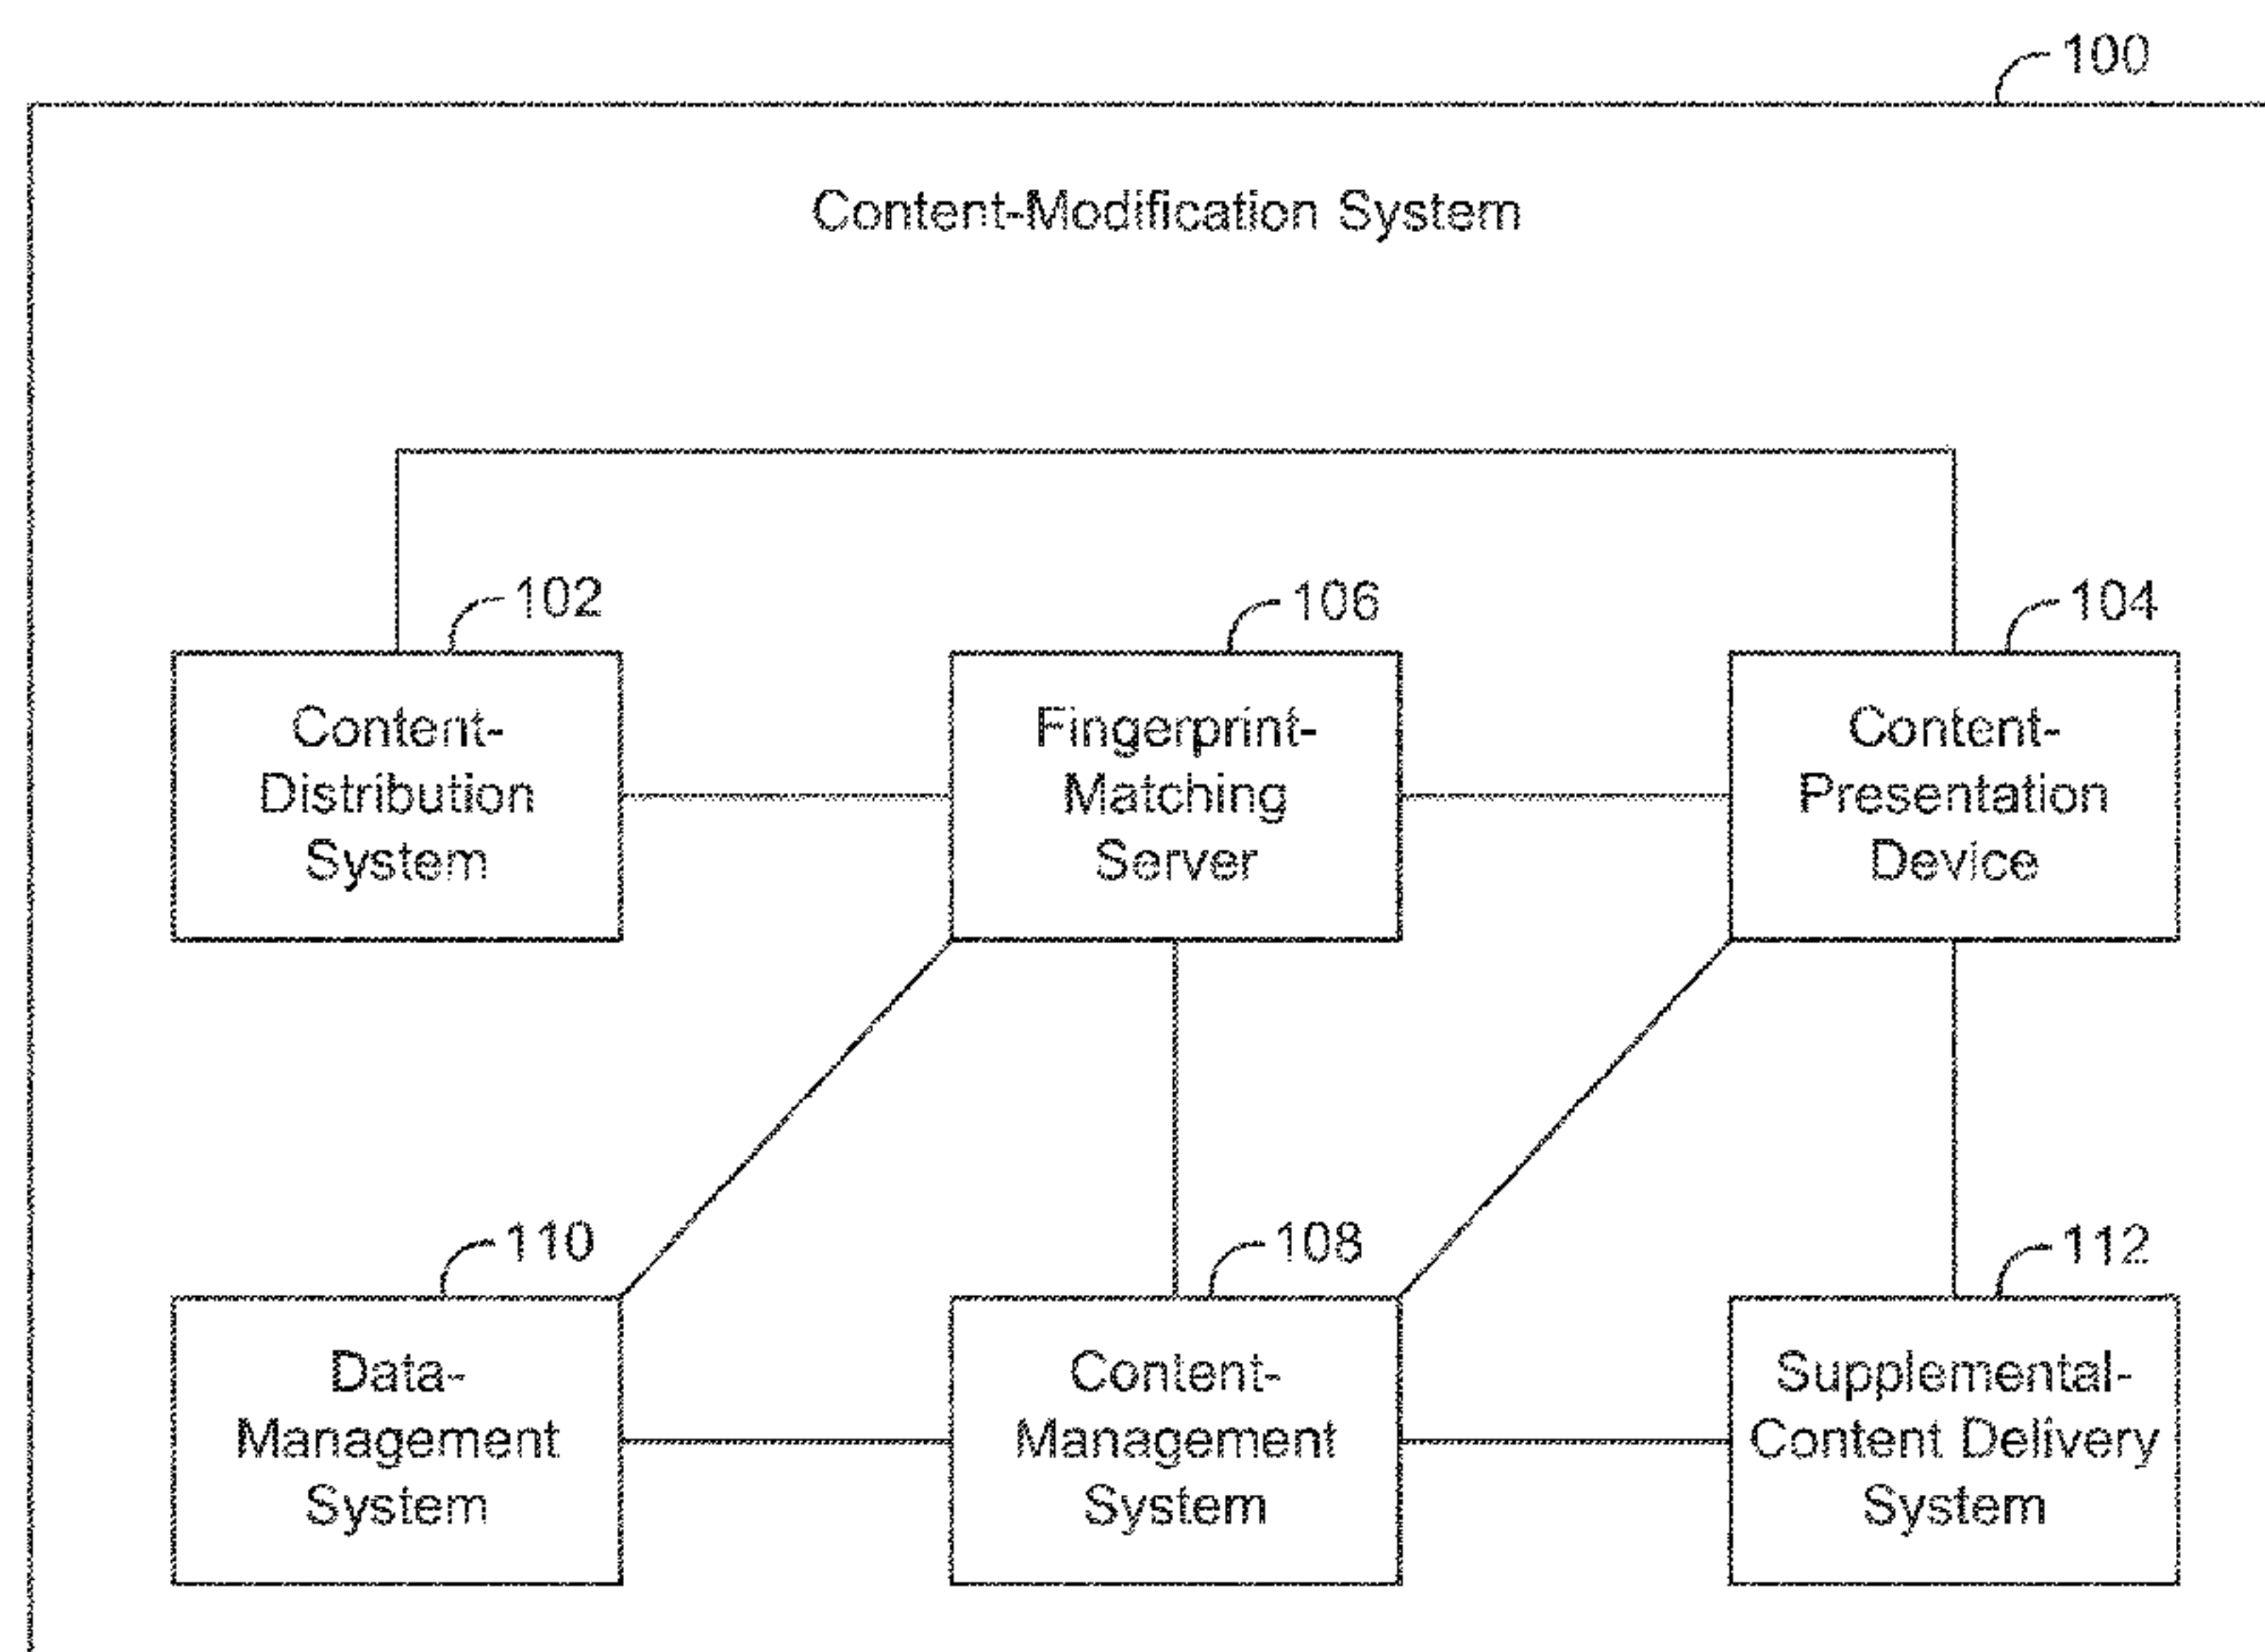 100
Content-Modification System
102
106
104
Content-
Distribution
System
Fingerprint-
Matching
Server
Content-
Presentation
Device
110
108
112
Data-
Management
System
Content-
Management
System
Supplemental-
Content Delivery
System